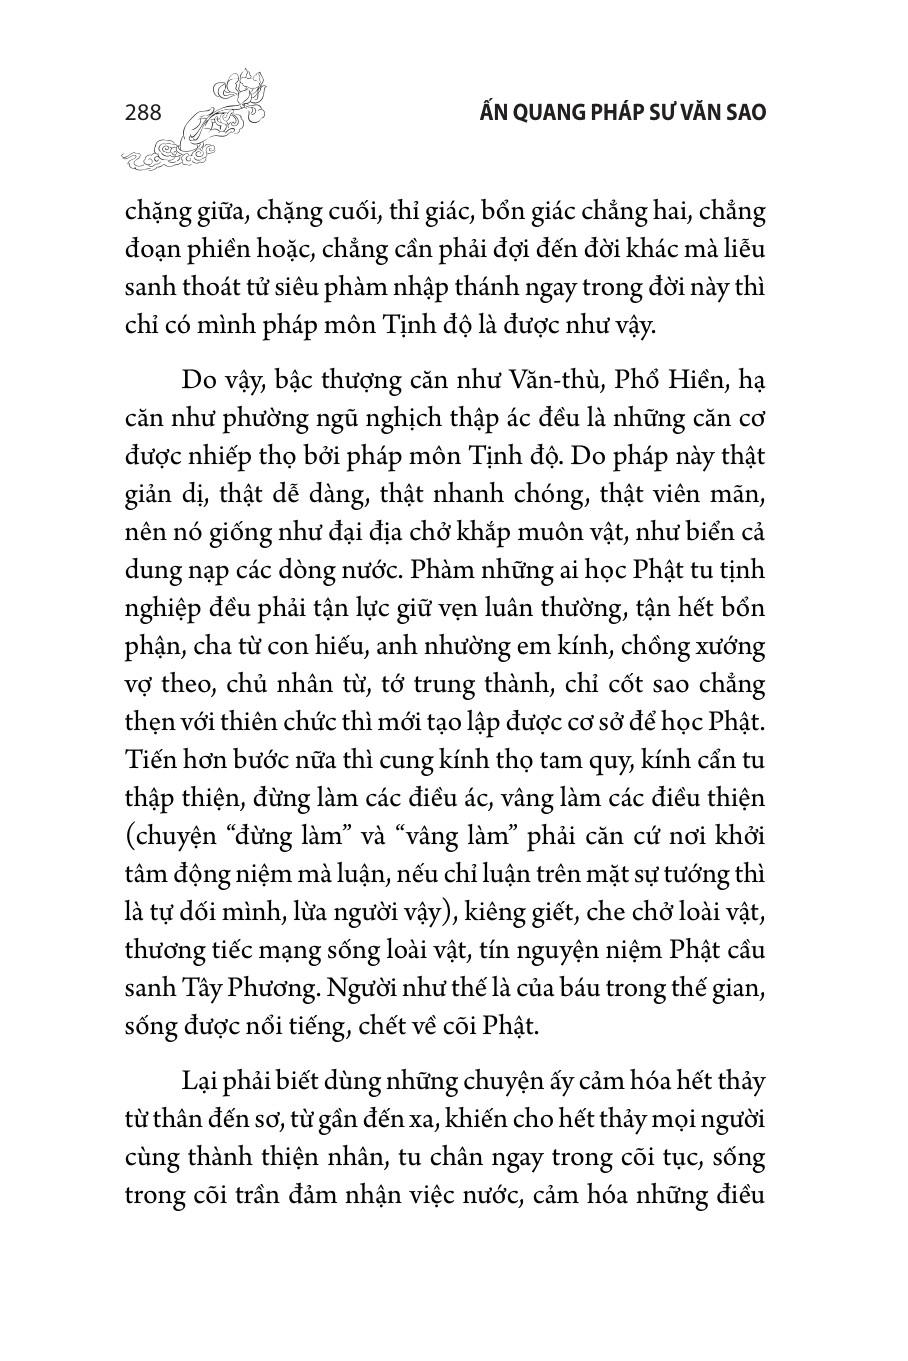 288
ẤN QUANG PHÁP SƯ VĂN SAO
chặng giữa, chặng cuối, thỉ giác, bổn giác chẳng hai, chẳng
đoạn phiền hoặc, chẳng cần phải đợi đến đời khác mà liễu
sanh thoát tử siêu phàm nhập thánh ngay trong đời này thì
chỉ có mình pháp môn Tịnh độ là được như vậy.
Do vậy, bậc thượng căn như Văn-thù, Phổ Hiền, hạ
căn như phường ngũ nghịch thập ác đều là những căn cơ
được nhiếp thọ bởi pháp môn Tịnh độ. Do pháp này thật
giản dị, thật dễ dàng, thật nhanh chóng, thật viên mãn,
nên nó giống như đại địa chở khắp muôn vật, như biển cả
dung nạp các dòng nước. Phàm những ai học Phật tu tịnh
nghiệp đều phải tận lực giữ vẹn luân thường, tận hết bổn
phận, cha từ con hiếu, anh nhường em kính, chồng xướng
vợ theo, chủ nhân từ, tớ trung thành, chỉ cốt sao chẳng
thẹn với thiên chức thì mới tạo lập được cơ sở để học Phật.
Tiến hơn bước nữa thì cung kính thọ tam quy, kính cẩn tu
thập thiện, đừng làm các điều ác, vâng làm các điều thiện
(chuyện “đừng làm” và “vâng làm” phải căn cứ nơi khởi
tâm động niệm mà luận, nếu chỉ luận trên mặt sự tướng thì
là tự dối mình, lừa người vậy), kiêng giết, che chở loài vật,
thương tiếc mạng sống loài vật, tín nguyện niệm Phật cầu
sanh Tây Phương. Người như thế là của báu trong thế gian,
sống được nổi tiếng, chết về cõi Phật.
Lại phải biết dùng những chuyện ấy cảm hóa hết thảy
từ thân đến sơ, từ gần đến xa, khiến cho hết thảy mọi người
cùng thành thiện nhân, tu chân ngay trong cõi tục, sống
trong cõi trần đảm nhận việc nước, cảm hóa những điều